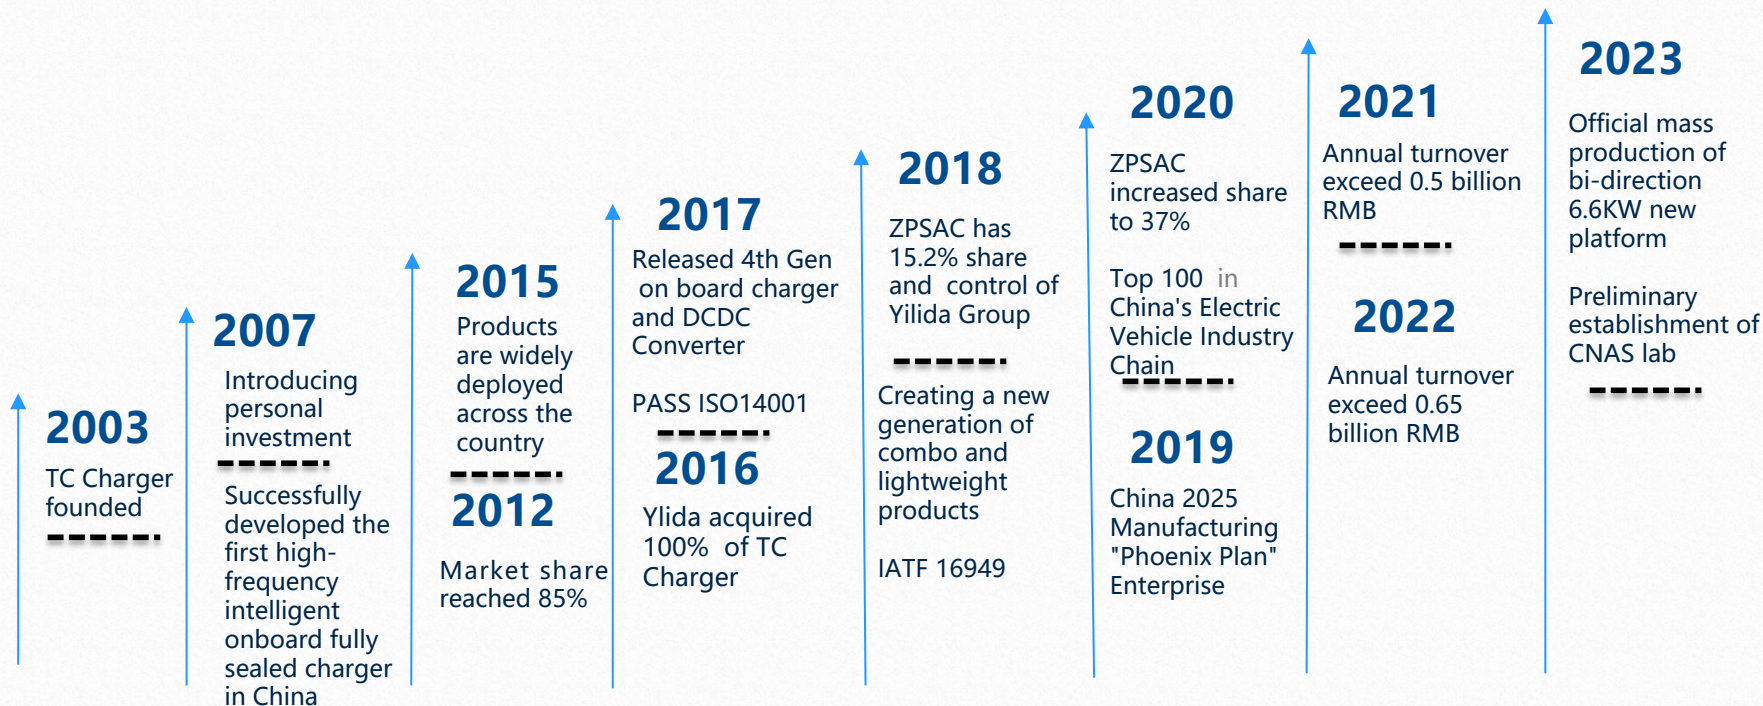 2003
TC Charger
founded
2007
Introducing
personal
investment
Successfully
developed the
first high-
frequency
intelligent
onboard fully
sealed charger
in China
2015
Products
are widely
deployed
across the
country
2012
Market share
reached 85%
2017
Released 4th Gen
on board charger
and DCDC
Converter
PASS ISO14001
2016
Ylida acquired
100% of TC
Charger
2018
ZPSAC has
15.2% share
and control of
Yilida Group
Creating a new
generation of
combo and
lightweight
products
IATF 16949
2020
ZPSAC
increased share
to 37%
Top 100 in
China's Electric
Vehicle Industry
Chain
2019
China 2025
Manufacturing
"Phoenix Plan"
Enterprise
2021
Annual turnover
exceed 0.5 billion
RMB
2022
Annual turnover
exceed 0.65
billion RMB
2023
Official mass
production of
bi-direction
6.6KW new
platform
Preliminary
establishment of
CNAS lab